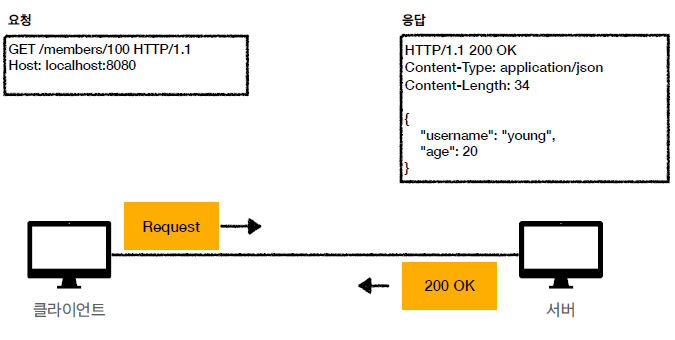 요청
GET /members/100 HTTP/1.1
Host: localhost:8080
응답
HTTP/1.1 200 OK
Content-Type: application/json
Content-Length: 34
{
"username": "young",
"age": 20
}
Request
200 OK
클라이언트
서버